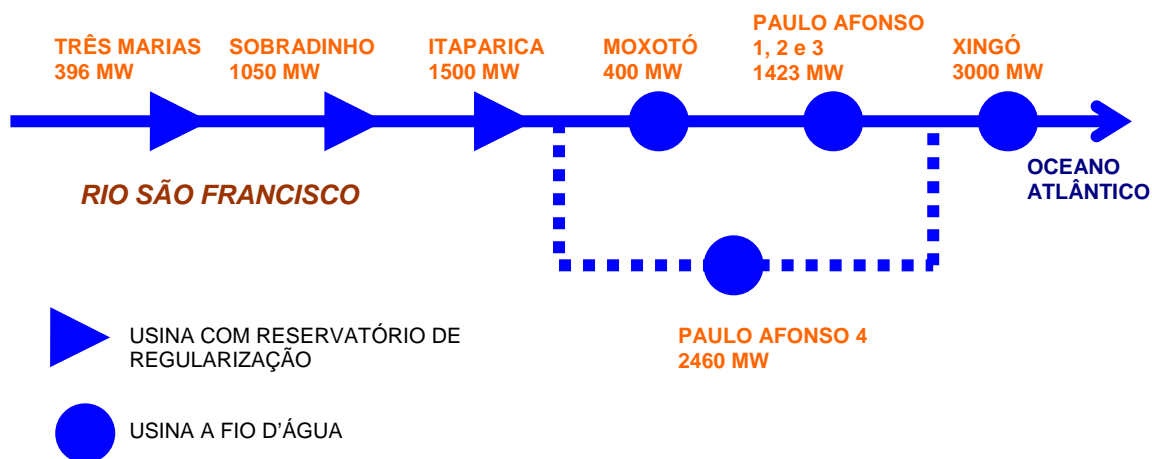 TRÊS MARIAS
396 MW
SOBRADINHO
1050 MW
ITAPARICA
1500 MW
MOXOTÓ
400 MW
PAULO AFONSO
1, 2 e 3
1423 MW
XINGÓ
3000 MW
OCEANO
ATLÂNTICO
RIO SÃO FRANCISCO
PAULO AFONSO 4
2460 MW
USINA COM RESERVATÓRIO DE
REGULARIZAÇÃO
USINA A FIO D’ÁGUA